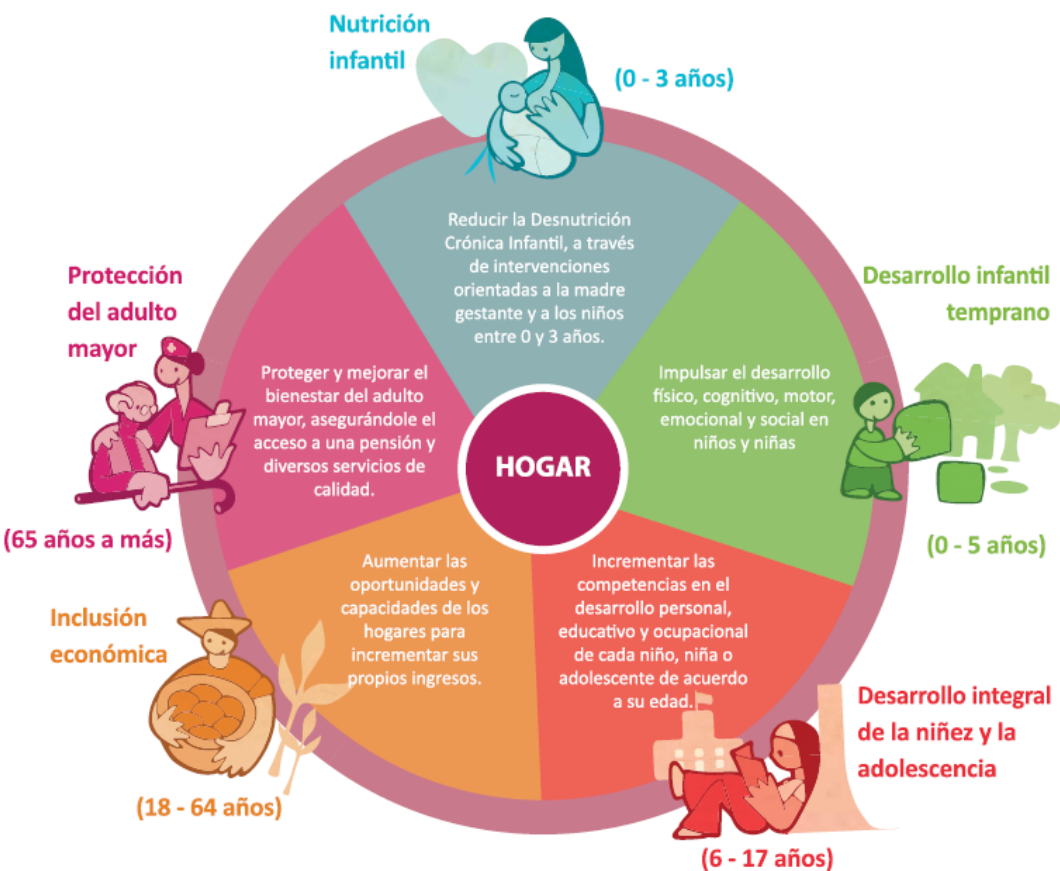 Nutrición
infantil
(0 - 3 años)
Reducir la Desnutrición
Crónica Infantil, a través
de intervenciones
orientadas a la madre
gestante y a los niños
entre 0 y 3 años.
Desarrollo infantil
temprano
Impulsar el desarrollo
físico, cognitivo, motor,
emocional y social en
niños y niñas
(0 - 5 años)
Incrementar las
competencias en el
desarrollo personal,
educativo y ocupacional
de cada niño, niña o
adolescente de acuerdo
a su edad.
Desarrollo integral
de la niñez y la
adolescencia
(6 - 17 años)
Inclusión
económica
Aumentar las
oportunidades y
capacidades de los
hogares para
incrementar sus
propios ingresos.
(18 - 64 años)
Protección
del adulto
mayor
Proteger y mejorar el
bienestar del adulto
mayor, asegurándole el
acceso a una pensión y
diversos servicios de
calidad.
(65 años a más)
HOGAR